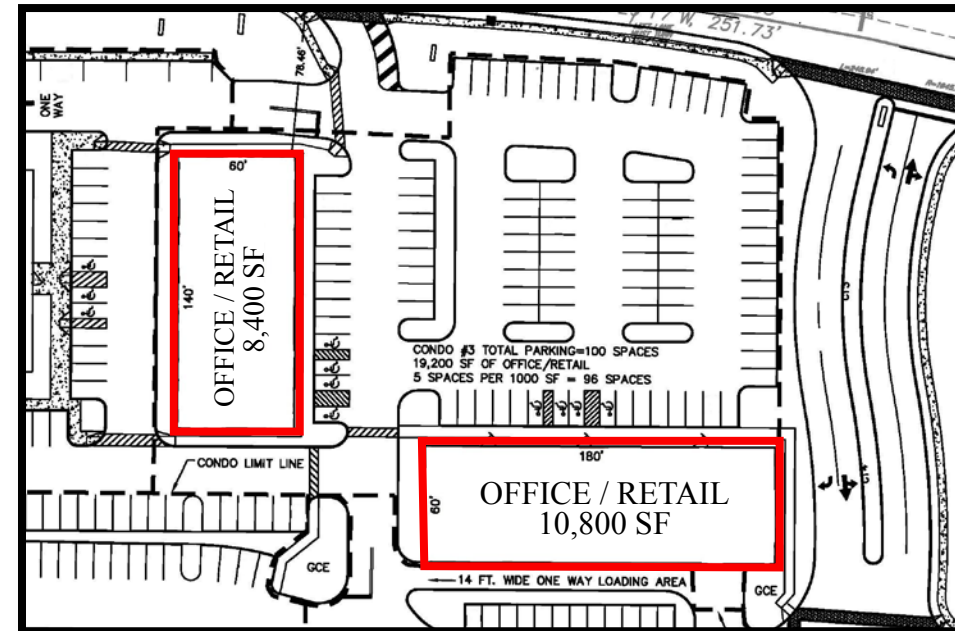 W, 251.73'
78.46'
ONE
WAY
60'
140'
OFFICE / RETAIL
8,400 SF
CONDO #3 TOTAL PARKING=100 SPACES
19,200 SF OF OFFICE/RETAIL
5 SPACES PER 1000 SF = 96 SPACES
CONDO LIMIT LINE
180'
60'
OFFICE / RETAIL
10,800 SF
GCE
14 FT. WIDE ONE WAY LOADING AREA
GCE